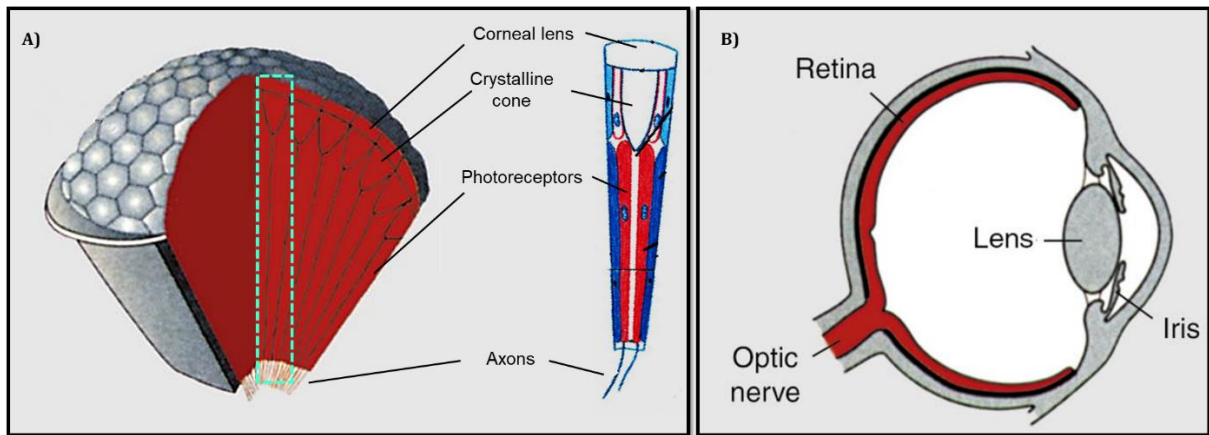 A)
Corneal lens
Crystalline
cone
Photoreceptors
Axons
B)
Retina
Lens
Iris
Optic
nerve